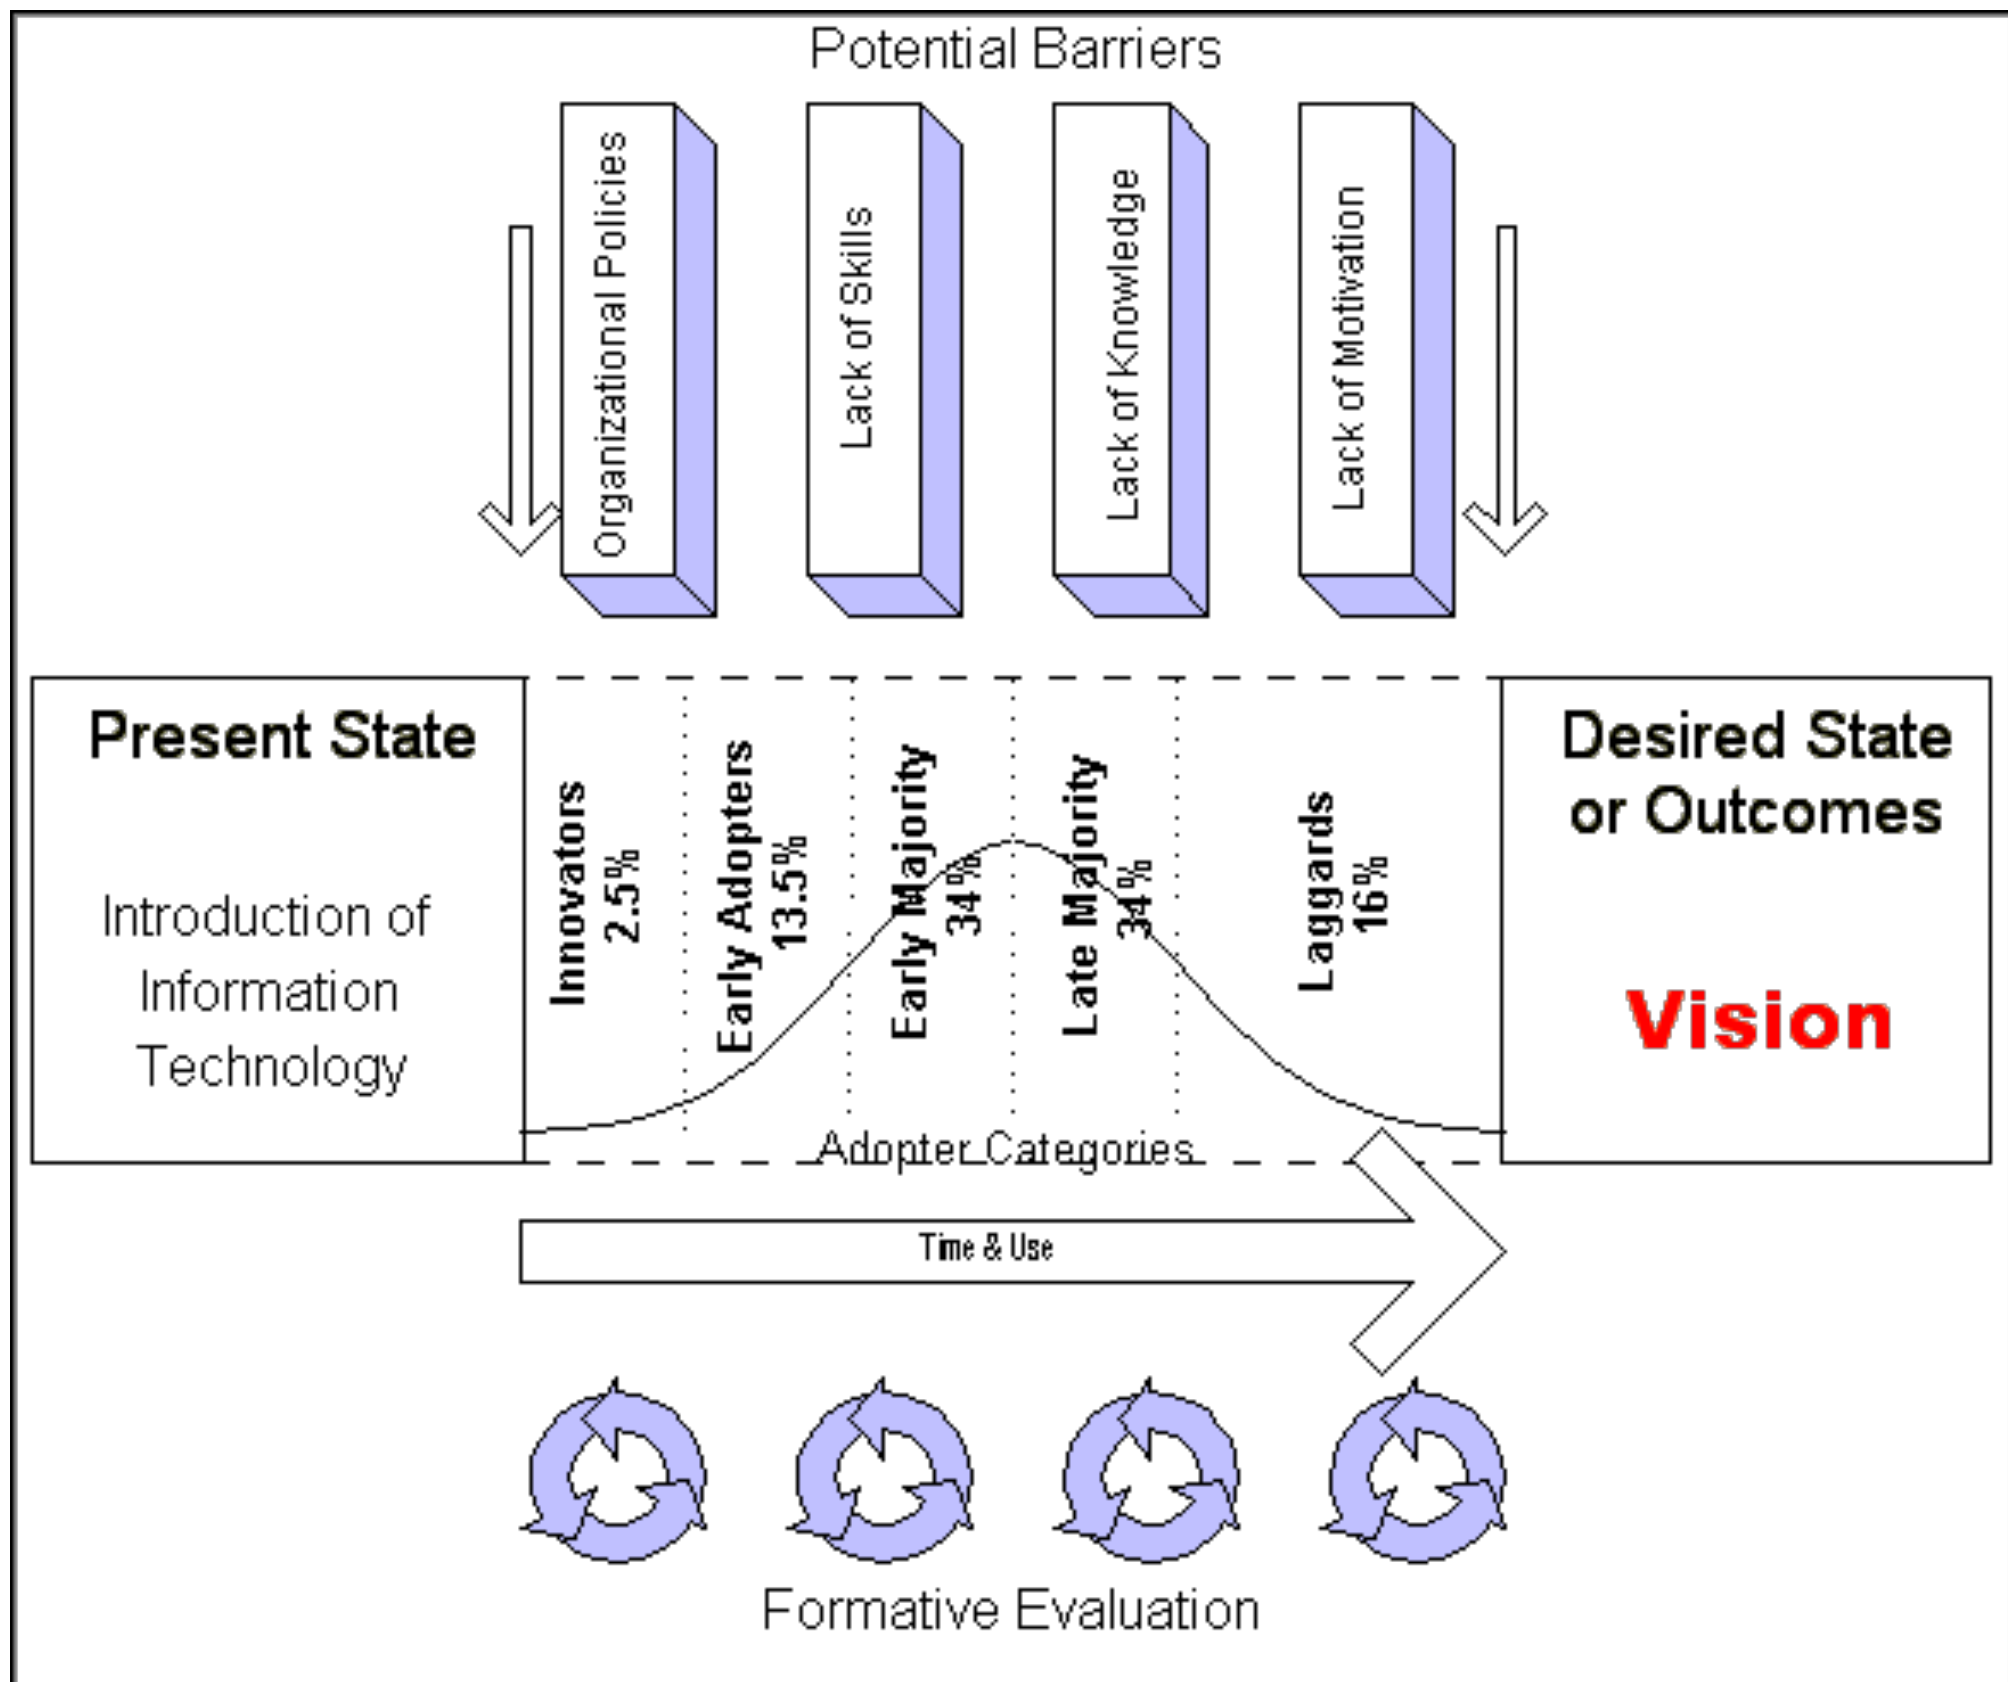 Potential Barriers
Organizational Policies
Lack of Skills
Lack of Knowledge
Lack of Motivation
Present State
Introduction of
Information
Technology
Innovators
2.5%
Early Adopters
13.5%
Early Majority
34%
Late Majority
34%
Laggards
16%
Desired State
or Outcomes
Vision
Adopter Categories
Time & Use
Formative Evaluation